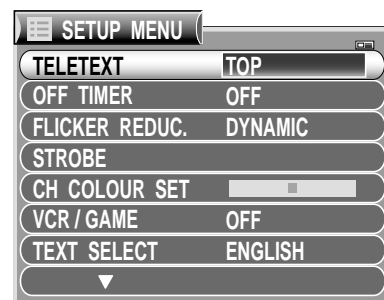 SETUP MENU
TELETEXT TOP
OFF TIMER OFF
FLICKER REDUC. DYNAMIC
STROBE
CH COLOUR SET
VCR / GAME OFF
TEXT SELECT ENGLISH